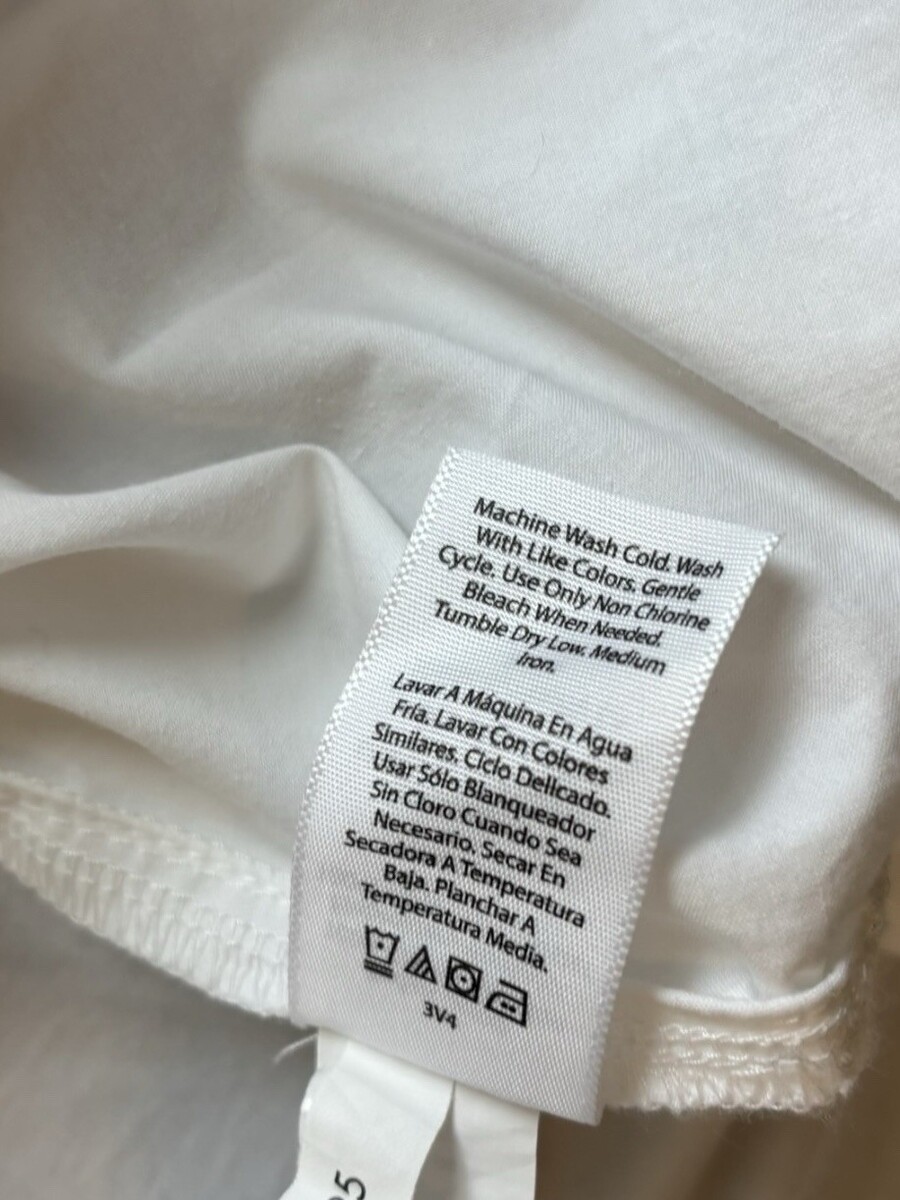 Machine Wash Cold. Wash
With Like Colors. Gentle
Cycle. Use Only Non Chlorine
Bleach When Needed.
Tumble Dry Low. Medium
Iron.
Lavar A Máquina En Agua
Fría. Lavar Con Colores
Similares. Ciclo Delicado.
Usar Sólo Blanqueador
Sin Cloro Cuando Sea
Necesario. Secar En
Secadora A Temperatura
Baja. Planchar A
Temperatura Media.
3V4